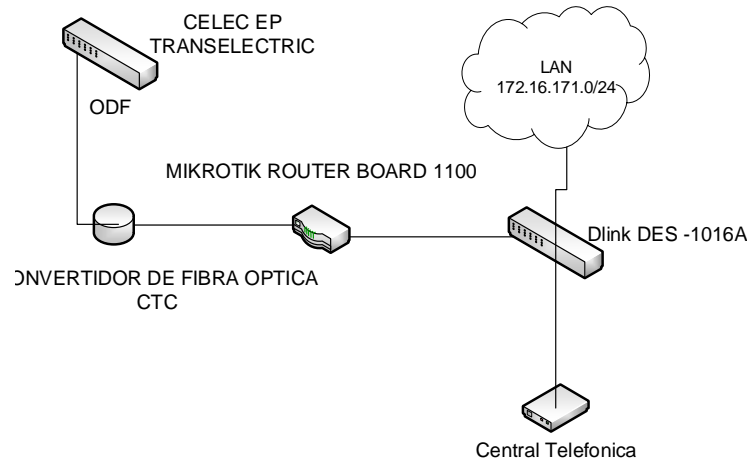 CELEC EP
TRANSELECTRIC
ODF
LAN
172.16.171.0/24
MIKROTIK ROUTER BOARD 1100
Dlink DES -1016A
ONVERTIDOR DE FIBRA OPTICA
CTC
Central Telefonica